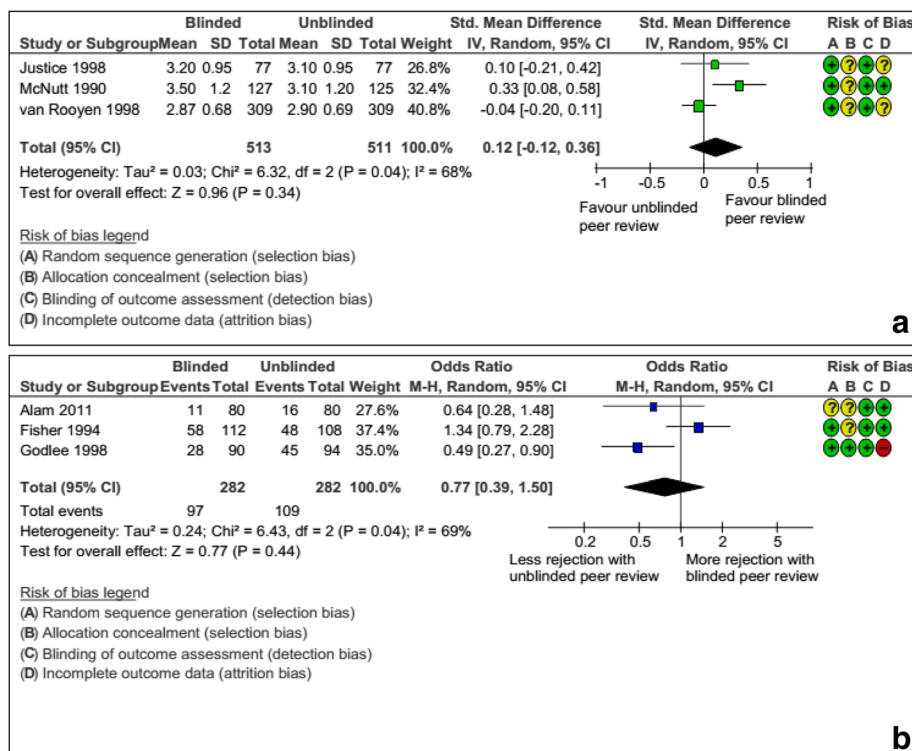 Blinded Unblinded Std. Mean Difference Std. Mean Difference Risk of Bias
Study or Subgroup Mean SD Total Mean SD Total Weight IV, Random, 95% CI IV, Random, 95% CI A B C D
Justice 1998 3.20 0.95 77 3.10 0.95 77 26.8% 0.10 [-0.21, 0.42] + ? + ?
McNutt 1990 3.50 1.2 127 3.10 1.20 125 32.4% 0.33 [0.08, 0.58] + ? + +
van Rooyen 1998 2.87 0.68 309 2.90 0.69 309 40.8% -0.04 [-0.20, 0.11] + ? + ?
Total (95% CI) 513 511 100.0% 0.12 [-0.12, 0.36]
Heterogeneity: Tau² = 0.03; Chi² = 6.32, df = 2 (P = 0.04); I² = 68%
Test for overall effect: Z = 0.96 (P = 0.34)
-1 -0.5 0 0.5 1
Favour unblinded Favour blinded
peer review peer review
Risk of bias legend
(A) Random sequence generation (selection bias)
(B) Allocation concealment (selection bias)
(C) Blinding of outcome assessment (detection bias)
(D) Incomplete outcome data (attrition bias)
a
Blinded Unblinded Odds Ratio Odds Ratio Risk of Bias
Study or Subgroup Events Total Events Total Weight M-H, Random, 95% CI M-H, Random, 95% CI A B C D
Alam 2011 11 80 16 80 27.6% 0.64 [0.28, 1.48] ? ? + +
Fisher 1994 58 112 48 108 37.4% 1.34 [0.79, 2.28] + ? + +
Godlee 1998 28 90 45 94 35.0% 0.49 [0.27, 0.90] + + + -
Total (95% CI) 282 282 100.0% 0.77 [0.39, 1.50]
Total events 97 109
Heterogeneity: Tau² = 0.24; Chi² = 6.43, df = 2 (P = 0.04); I² = 69%
Test for overall effect: Z = 0.77 (P = 0.44)
0.2 0.5 1 2 5
Less rejection with More rejection with
unblinded peer review blinded peer review
Risk of bias legend
(A) Random sequence generation (selection bias)
(B) Allocation concealment (selection bias)
(C) Blinding of outcome assessment (detection bias)
(D) Incomplete outcome data (attrition bias)
b